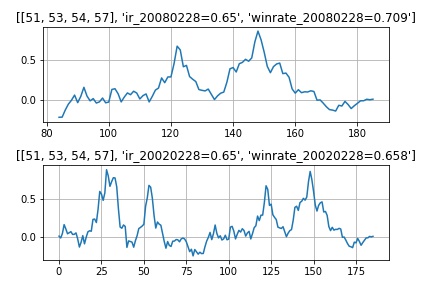 [[51, 53, 54, 57], 'ir_20080228=0.65', 'winrate_20080228=0.709']
0.5
0.0
80 100 120 140 160 180
[[51, 53, 54, 57], 'ir_20020228=0.65', 'winrate_20020228=0.658']
0.5
0.0
0 25 50 75 100 125 150 175